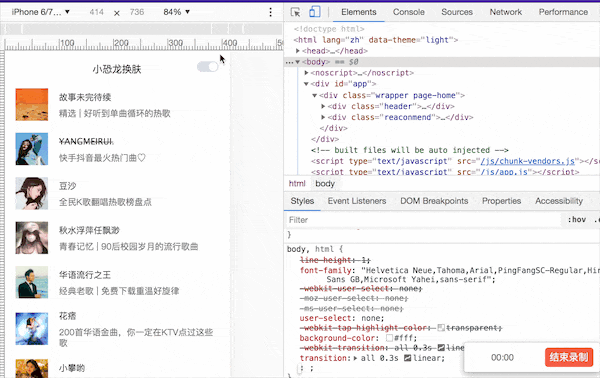 iPhone 6/7... ▼ 414 × 736 84% ▼
Elements Console Sources Network Performance
100 200 300 400 500
小恐龙换肤
故事未完待续
精选 | 好听到单曲循环的热歌
YANGMEIRUI.
快手抖音最火热门曲♡
豆沙
全民K歌翻唱热歌榜盘点
秋水浮萍任飘渺
青春记忆 | 90后校园岁月的流行歌曲
华语流行之王
经典老歌 | 免费下载重温好旋律
花痞
200首华语金曲，你一定在KTV点过这些
歌
小攀哟
<!doctype html>
<html lang="zh" data-theme="light">
▶<head>…</head>
…▼<body> == $0
▶<noscript>…</noscript>
▼<div id="app">
▼<div class="wrapper page-home">
▶<div class="header">…</div>
▶<div class="reaconmend">…</div>
</div>
</div>
<!-- built files will be auto injected -->
<script type="text/javascript" src="/js/chunk-vendors.js"></script>
<script type="text/javascript" src="/js/app.js"></script>
html body
Styles Event Listeners DOM Breakpoints Properties Accessibility
Filter :hov
}
body, html {
line-height: 1;
font-family: "Helvetica Neue,Tahoma,Arial,PingFangSC-Regular,Hir
Sans GB,Microsoft Yahei,sans-serif";
-webkit-user-select: none;
-moz-user-select: none;
-ms-user-select: none;
user-select: none;
-webkit-tap-highlight-color: transparent;
background-color: #fff;
-webkit-transition: all 0.3s linear;
transition: ▶ all 0.3s linear;
: ;
}
00:00 结束录制